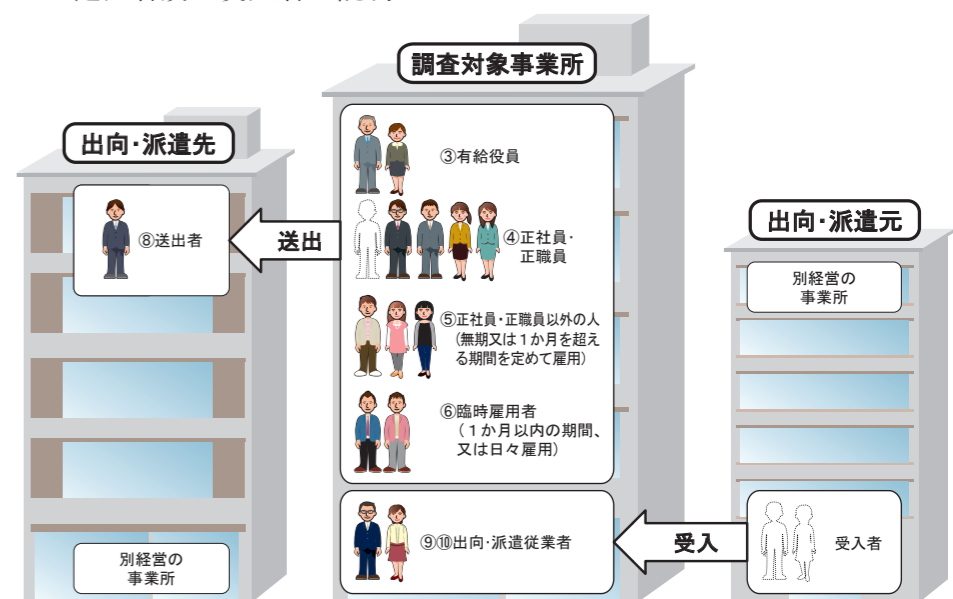 調査対象事業所
出向・派遣先
⑧送出者
送出
別経営の
事業所
③有給役員
④正社員・
正職員
⑤正社員・正職員以外の人
(無期又は1か月を超え
る期間を定めて雇用)
⑥臨時雇用者
(1か月以内の期間、
又は日々雇用)
⑨⑩出向・派遣従業者
受入
出向・派遣元
別経営の
事業所
受入者